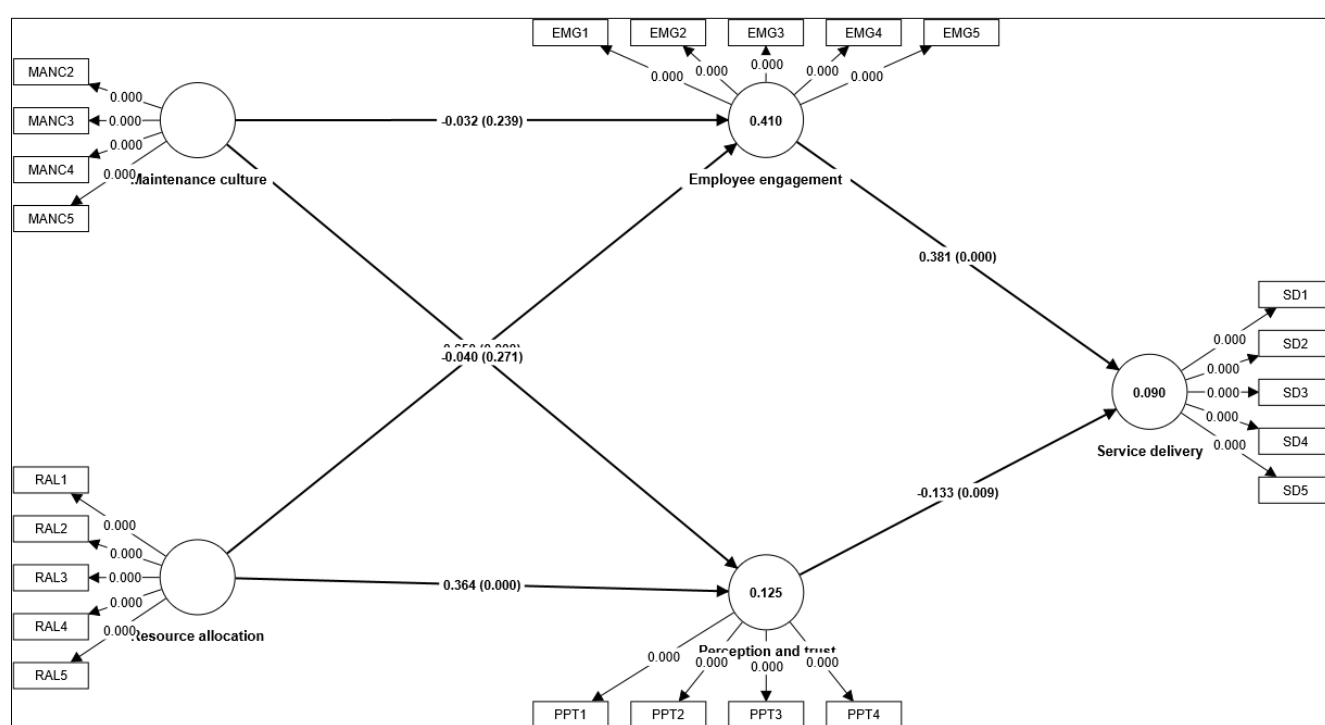 EMG1
EMG2
EMG3
EMG4
EMG5
0.000
0.000
0.000
0.000
0.000
MANC2
MANC3
MANC4
MANC5
0.000
0.000
0.000
0.000
Maintenance culture
-0.032 (0.239)
0.410
Employee engagement
0.381 (0.000)
-0.040 (0.271)
SD1
SD2
SD3
SD4
SD5
0.000
0.000
0.000
0.000
0.000
0.090
Service delivery
-0.133 (0.009)
RAL1
RAL2
RAL3
RAL4
RAL5
0.000
0.000
0.000
0.000
0.000
Resource allocation
0.364 (0.000)
0.125
Perception and trust
0.000
0.000
0.000
0.000
PPT1
PPT2
PPT3
PPT4